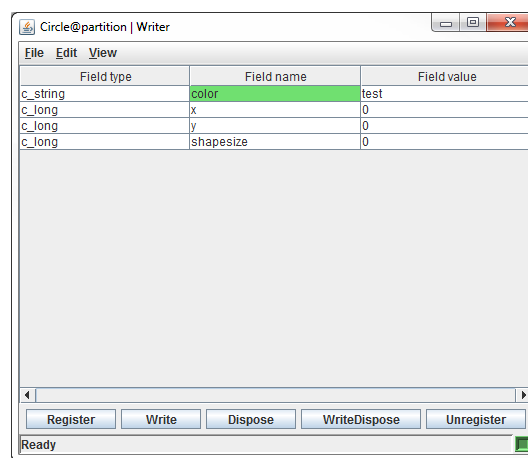 Circle@partition | Writer
File Edit View
Field type Field name Field value
c_string color test
c_long x 0
c_long y 0
c_long shapesize 0
Register Write Dispose WriteDispose Unregister
Ready